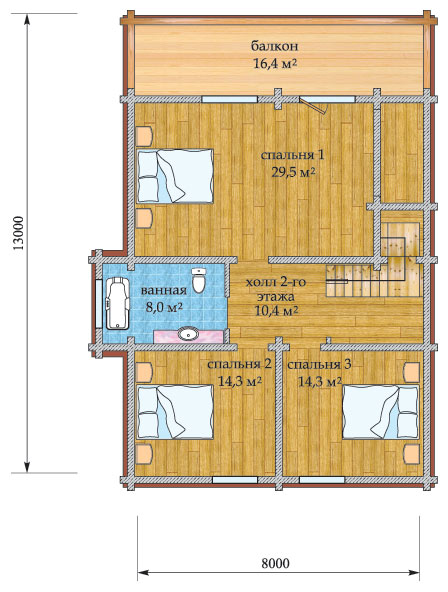 балкон
16,4 м²
спальня 1
29,5 м²
13000
ванная
8,0 м²
холл 2-го
этажа
10,4 м²
спальня 2
14,3 м²
спальня 3
14,3 м²
8000